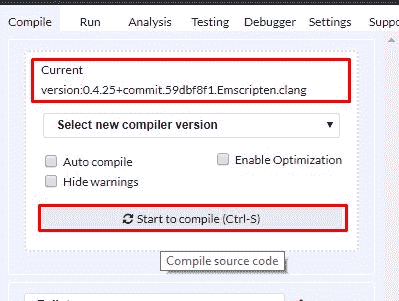 Compile Run Analysis Testing Debugger Settings Suppo
Current
version:0.4.25+commit.59dbf8f1.Emscripten.clang
Select new compiler version
Auto compile Enable Optimization
Hide warnings
Start to compile (Ctrl-S)
Compile source code